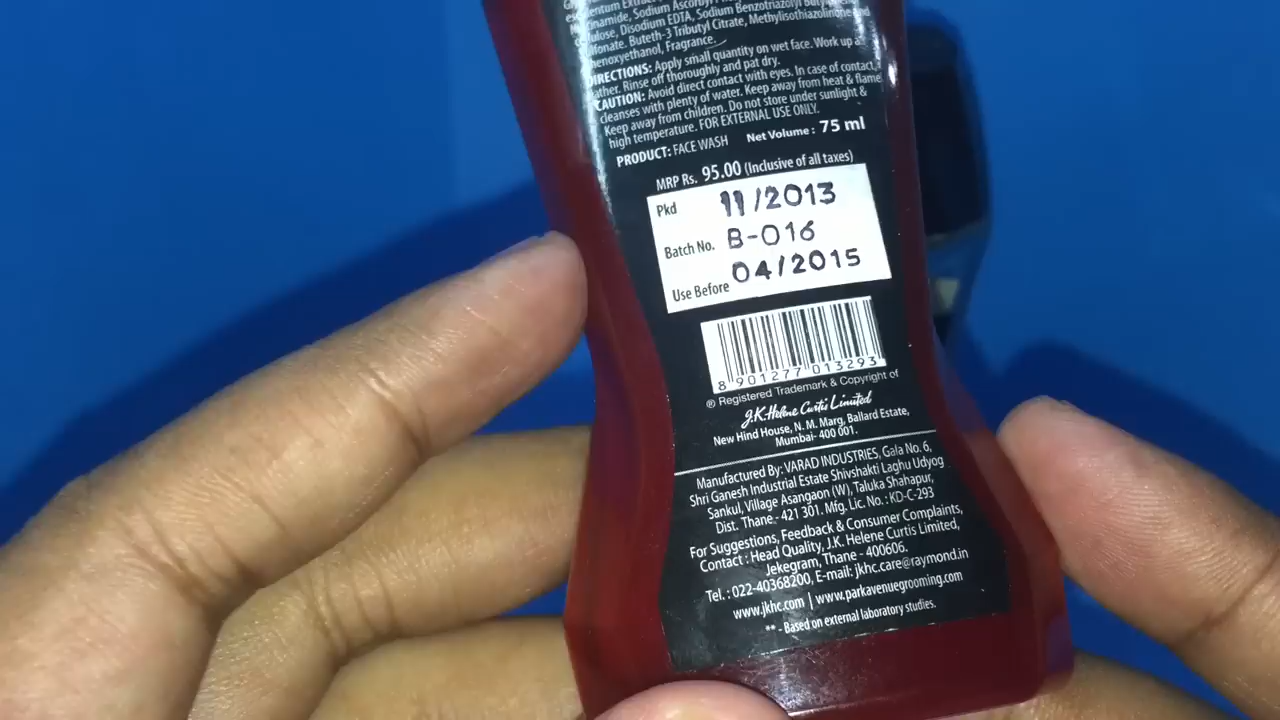 entum Extract
Sodium Ascorbyl
Disodium EDTA, Sodium Benzotriazolyl
Buteth-3 Tributyl Citrate, Methylisothiazolinone
henoxyethanol, Fragrance.
DIRECTIONS: Apply small quantity on wet face. Work up a
ather. Rinse off thoroughly and pat dry.
CAUTION: Avoid direct contact with eyes. In case of contact,
cleanses with plenty of water. Keep away from heat & flame
Keep away from children. Do not store under sunlight &
high temperature. FOR EXTERNAL USE ONLY.
PRODUCT: FACE WASH Net Volume : 75 ml
MRP Rs. 95.00 (Inclusive of all taxes)
Pkd 11/2013
Batch No. B-016
Use Before 04/2015
8 901277 013293
® Registered Trademark & Copyright of
J.K. Helene Curtis Limited
New Hind House, N. M. Marg, Ballard Estate,
Mumbai- 400 001.
Manufactured By: VARAD INDUSTRIES, Gala No. 6,
Shri Ganesh Industrial Estate Shivshakti Laghu Udyog
Sankul, Village Asangaon (W), Taluka Shahapur,
Dist. Thane - 421 301. Mfg. Lic. No. : KD-C-293
For Suggestions, Feedback & Consumer Complaints,
Contact : Head Quality, J.K. Helene Curtis Limited,
Jekegram, Thane - 400606.
Tel. : 022-40368200, E-mail: jkhc.care@raymond.in
www.jkhc.com | www.parkavenuegrooming.com
** - Based on external laboratory studies.